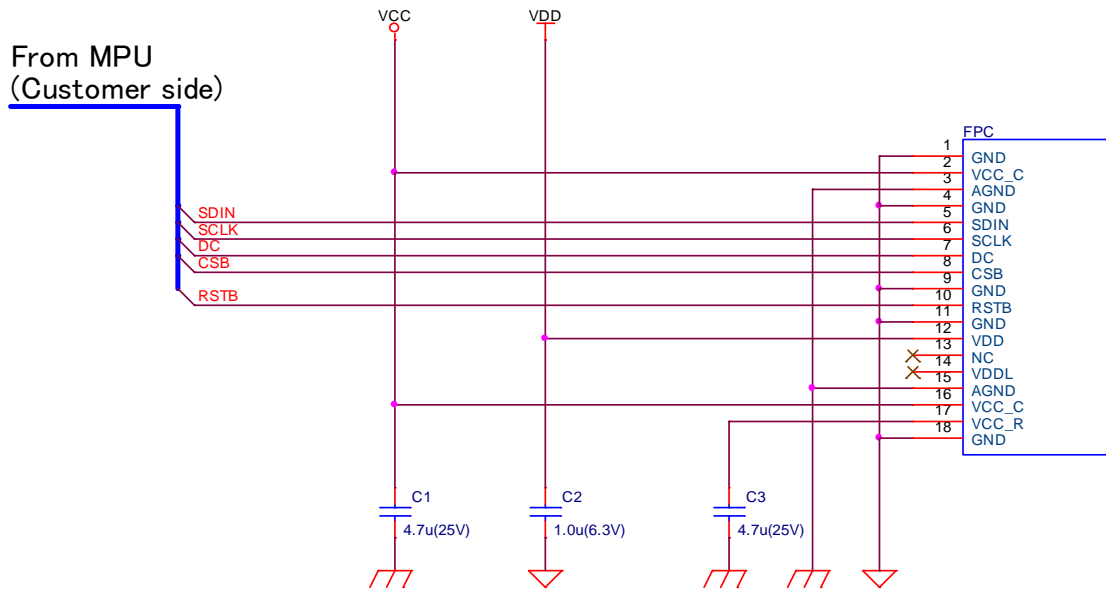 VCC
VDD
From MPU
(Customer side)
FPC
1
GND
2
VCC_C
3
AGND
4
GND
SDIN
5
SDIN
SCLK
6
SCLK
DC
7
DC
CSB
8
CSB
9
GND
RSTB
10
RSTB
11
GND
12
VDD
13
NC
14
VDDL
15
AGND
16
VCC_C
17
VCC_R
18
GND
C1
4.7u(25V)
C2
1.0u(6.3V)
C3
4.7u(25V)